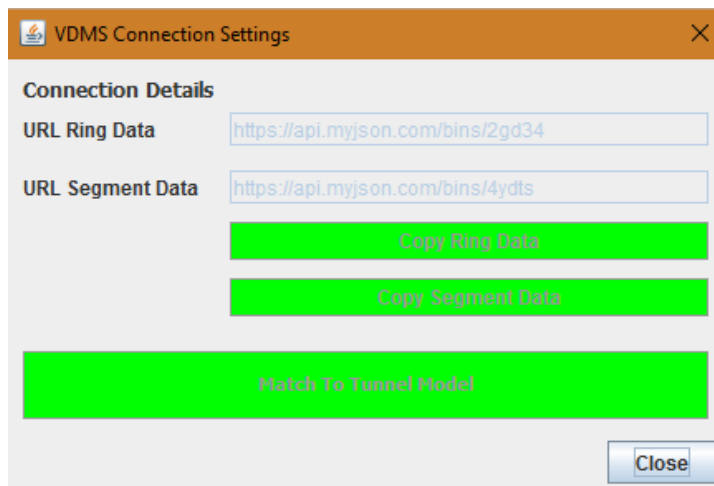 VDMS Connection Settings
Connection Details
URL Ring Data https://api.myjson.com/bins/2gd34
URL Segment Data https://api.myjson.com/bins/4ydts
Copy Ring Data
Copy Segment Data
Match To Tunnel Model
Close